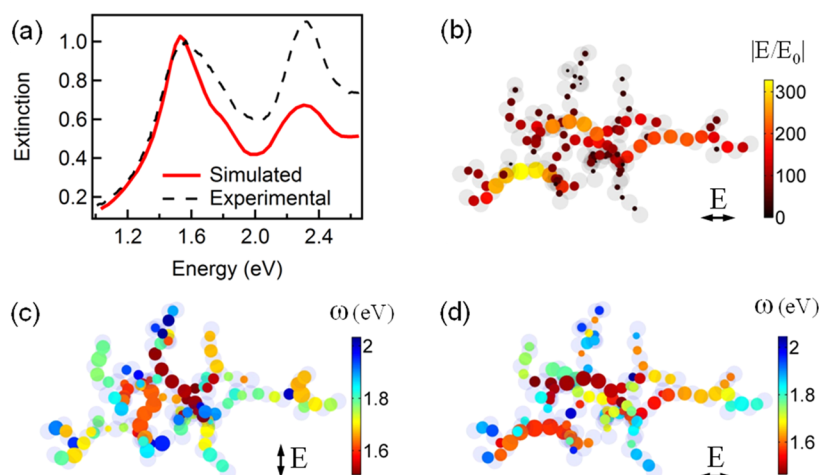 (a)
1.0
0.8
0.6
0.4
0.2
Extinction
Simulated
Experimental
1.2 1.6 2.0 2.4
Energy (eV)
(b)
|E/E₀|
300
200
100
0
E
(c)
ω (eV)
2
1.8
1.6
E
(d)
ω (eV)
2
1.8
1.6
E